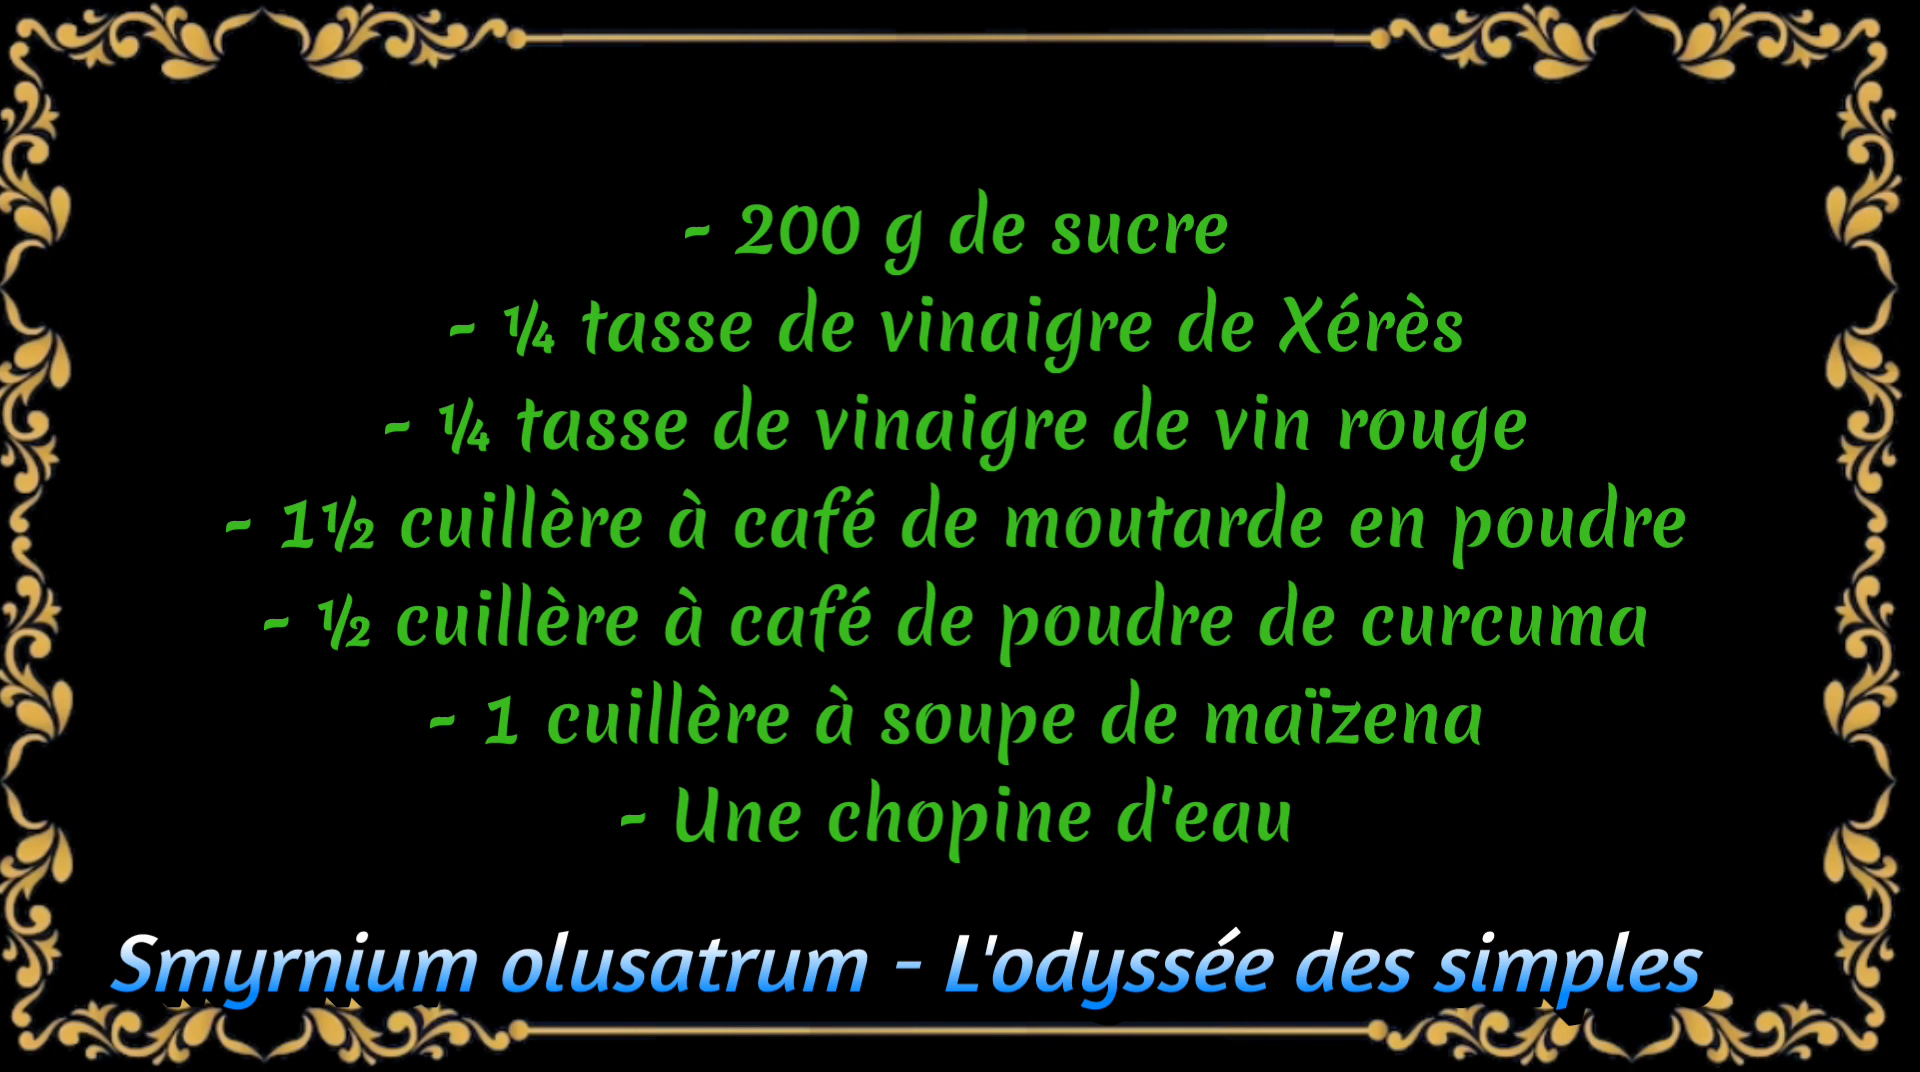 - 200 g de sucre
- ¼ tasse de vinaigre de Xérès
- ¼ tasse de vinaigre de vin rouge
- 1½ cuillère à café de moutarde en poudre
- ½ cuillère à café de poudre de curcuma
- 1 cuillère à soupe de maïzena
- Une chopine d'eau
Smyrnium olusatrum - L'odyssée des simples